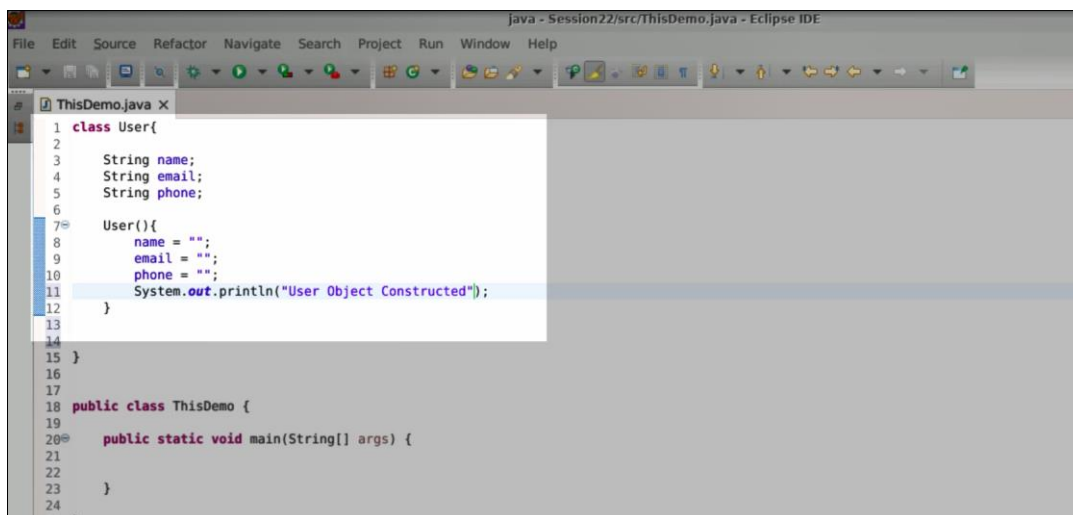 java - Session22/src/ThisDemo.java - Eclipse IDE
File Edit Source Refactor Navigate Search Project Run Window Help
ThisDemo.java
1 class User{
2
3     String name;
4     String email;
5     String phone;
6
7     User(){
8         name = "";
9         email = "";
10         phone = "";
11         System.out.println("User Object Constructed");
12     }
13
14
15 }
16
17
18 public class ThisDemo {
19
20     public static void main(String[] args) {
21
22
23     }
24